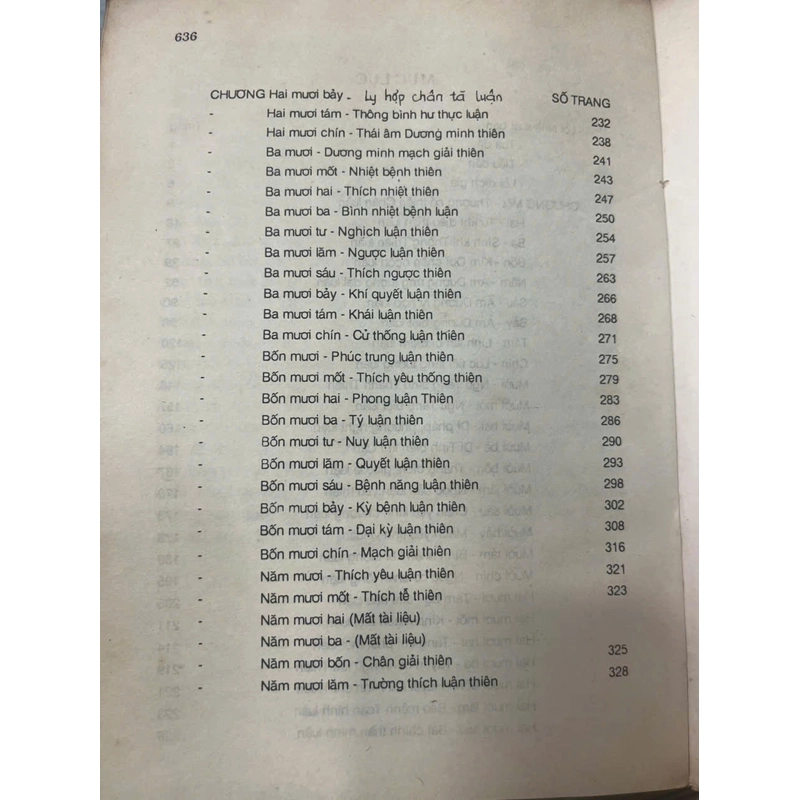 636
CHƯƠNG Hai mươi bảy - Ly hợp chân tà luận SỐ TRANG
- Hai mươi tám - Thông bình hư thực luận 232
- Hai mươi chín - Thái âm Dương minh thiên 238
- Ba mươi - Dương minh mạch giải thiên 241
- Ba mươi mốt - Nhiệt bệnh thiên 243
- Ba mươi hai - Thích nhiệt thiên 247
- Ba mươi ba - Bình nhiệt bệnh luận 250
- Ba mươi tư - Nghịch luận thiên 254
- Ba mươi lăm - Ngược luận thiên 257
- Ba mươi sáu - Thích ngược thiên 263
- Ba mươi bảy - Khí quyết luận thiên 266
- Ba mươi tám - Khái luận thiên 268
- Ba mươi chín - Cử thống luận thiên 271
- Bốn mươi - Phúc trung luận thiên 275
- Bốn mươi mốt - Thích yêu thống thiện 279
- Bốn mươi hai - Phong luận Thiên 283
- Bốn mươi ba - Tý luận thiên 286
- Bốn mươi tư - Nuy luận thiên 290
- Bốn mươi lăm - Quyết luận thiên 293
- Bốn mươi sáu - Bệnh năng luận thiên 298
- Bốn mươi bảy - Kỳ bệnh luận thiên 302
- Bốn mươi tám - Dại kỳ luận thiên 308
- Bốn mươi chín - Mạch giải thiên 316
- Năm mươi - Thích yêu luận thiên 321
- Năm mươi mốt - Thích tề thiên 323
- Năm mươi hai (Mất tài liệu)
- Năm mươi ba - (Mất tài liệu)
- Năm mươi bốn - Chân giải thiên 325
- Năm mươi lăm - Trường thích luận thiên 328